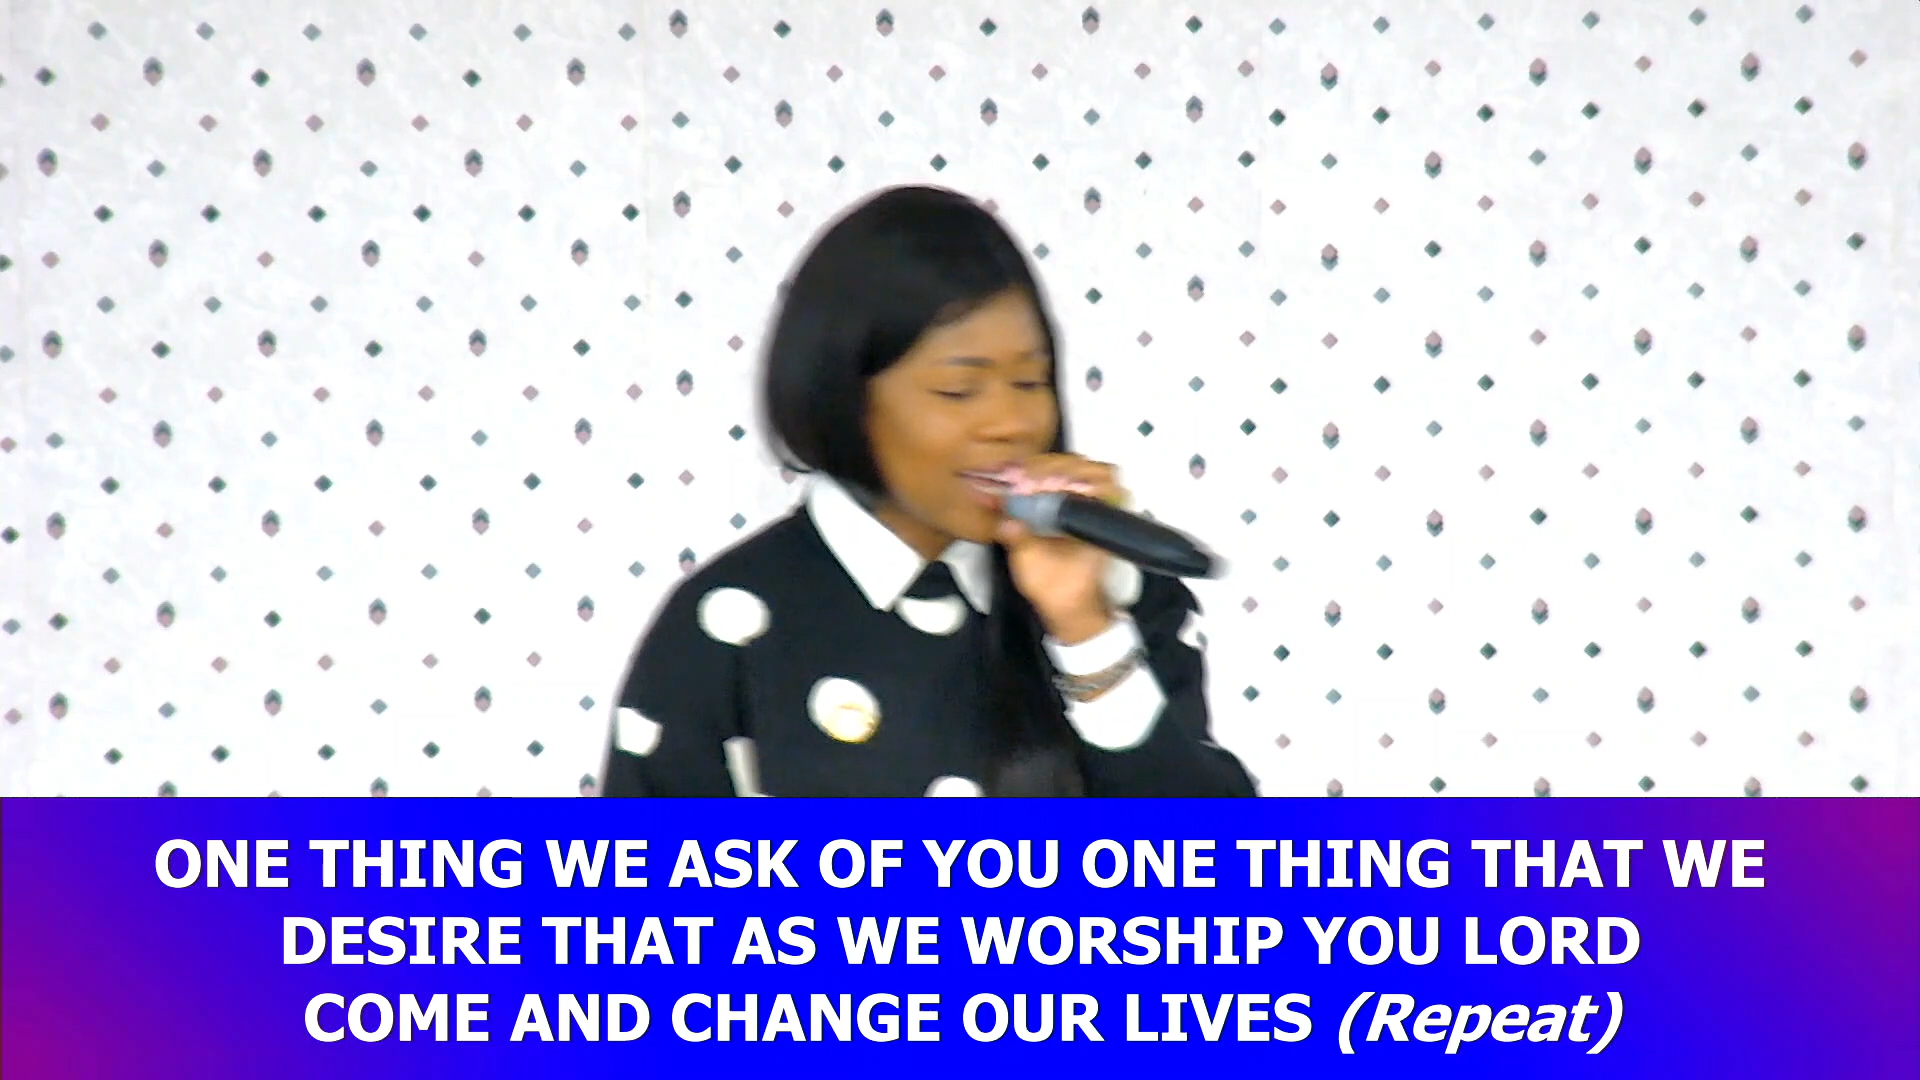 ONE THING WE ASK OF YOU ONE THING THAT WE
DESIRE THAT AS WE WORSHIP YOU LORD
COME AND CHANGE OUR LIVES (Repeat)